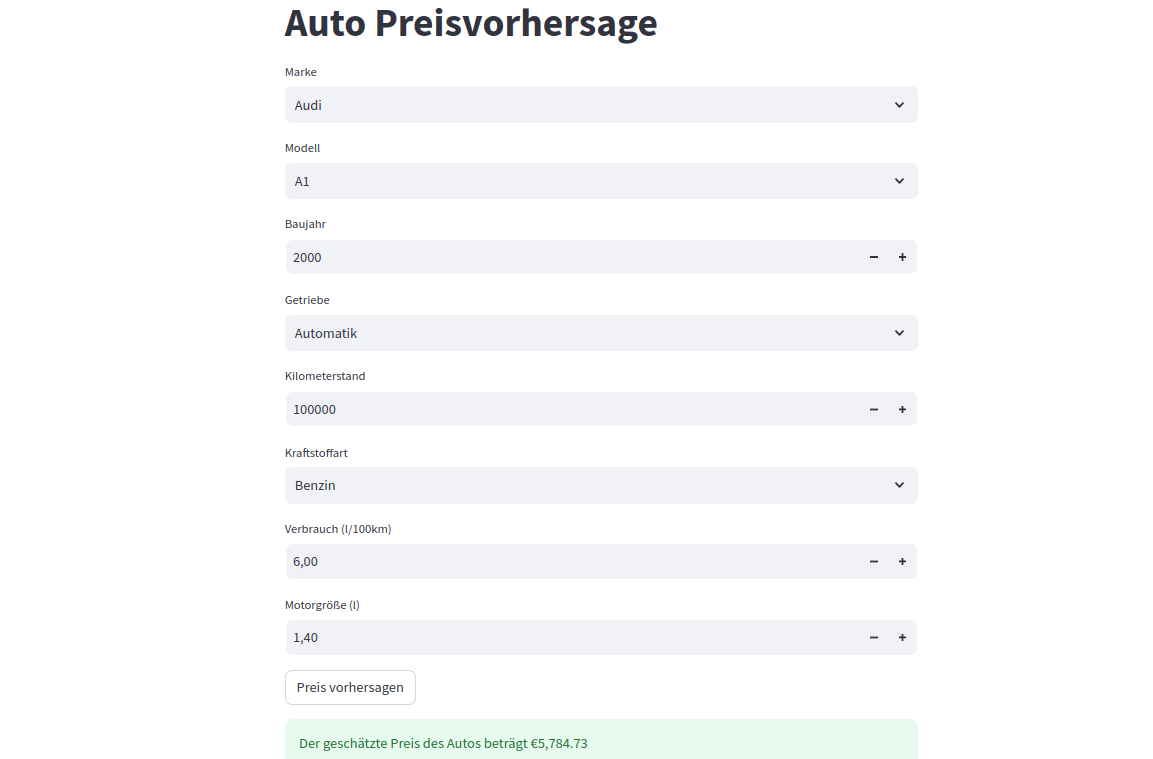 Auto Preisvorhersage
Marke
Audi
Modell
A1
Baujahr
2000
Getriebe
Automatik
Kilometerstand
100000
Kraftstoffart
Benzin
Verbrauch (l/100km)
6,00
Motorgröße (l)
1,40
Preis vorhersagen
Der geschätzte Preis des Autos beträgt €5,784.73